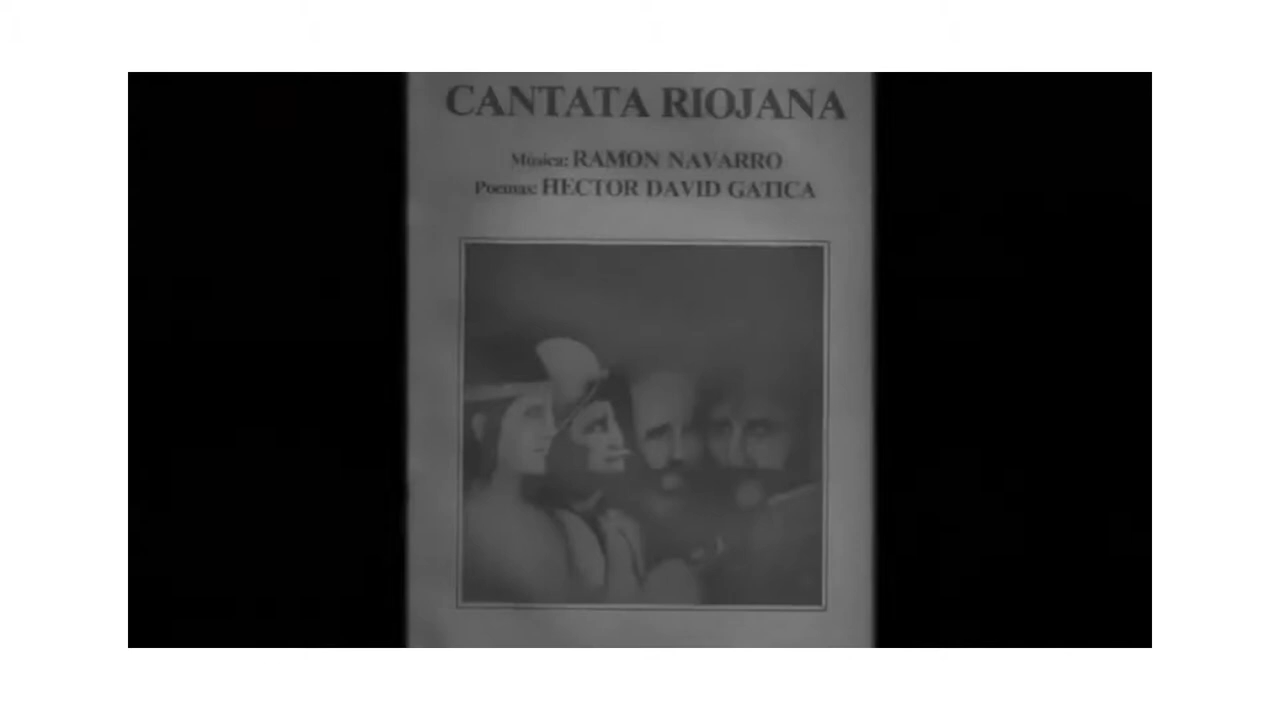 CANTATA RIOJANA
Música: RAMON NAVARRO
Poemas: HECTOR DAVID GATICA